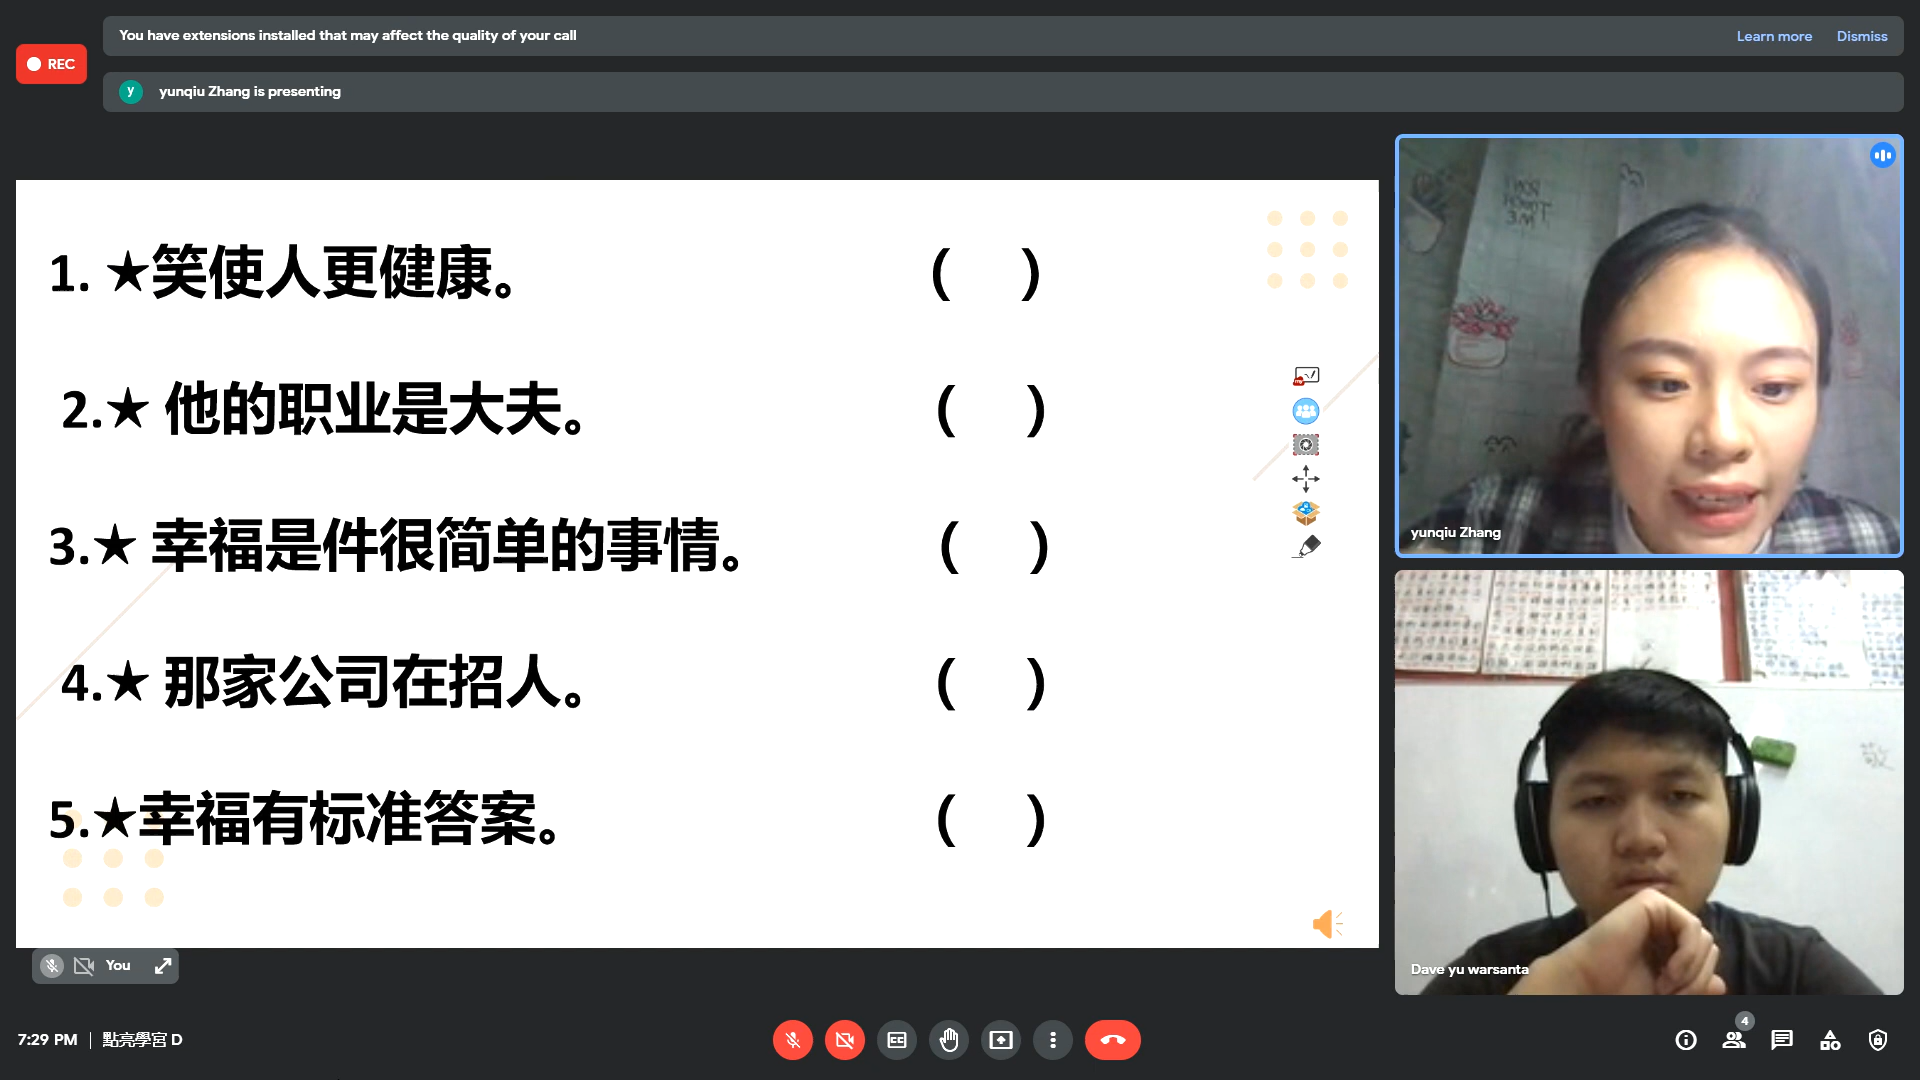 You have extensions installed that may affect the quality of your call
Learn more
Dismiss
REC
y
yunqiu Zhang is presenting
1. ★笑使人更健康。 ( )
2.★ 他的职业是大夫。 ( )
3.★ 幸福是件很简单的事情。 ( )
4.★ 那家公司在招人。 ( )
5.★幸福有标准答案。 ( )
DON'T
TOUCH
ME
yunqiu Zhang
Dave yu warsanta
You
7:29 PM | 點亮學宮 D
CC
4